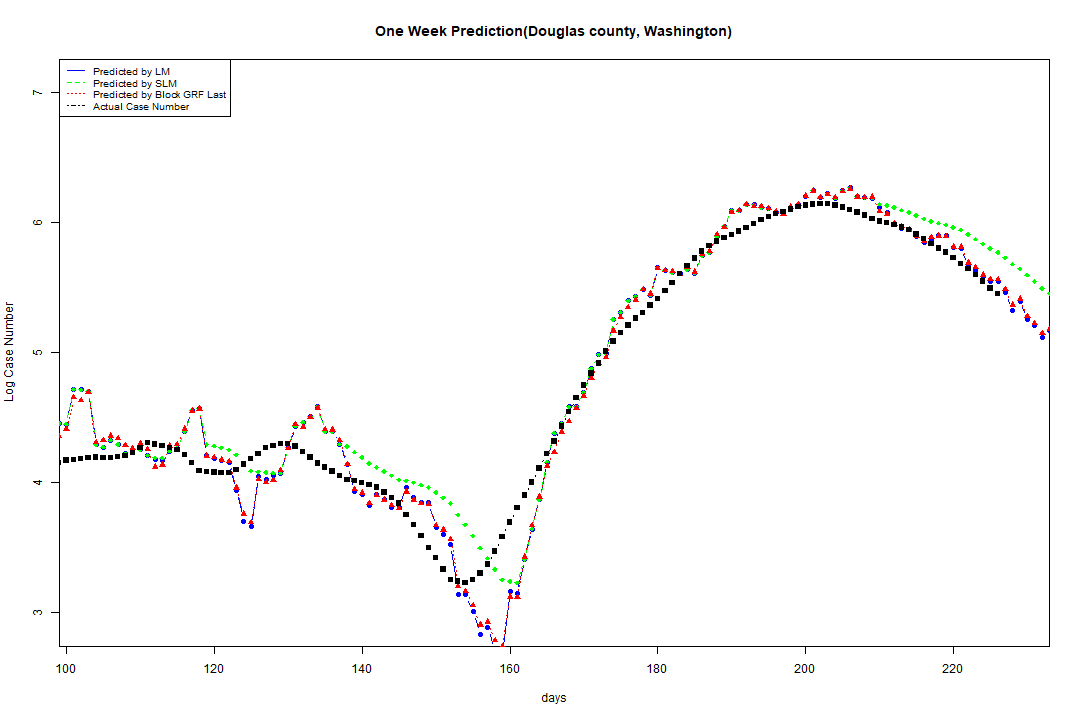 One Week Prediction(Douglas county, Washington)
Predicted by LM
Predicted by SLM
Predicted by Block GRF Last
Actual Case Number
7
6
5
4
3
Log Case Number
100 120 140 160 180 200 220
days